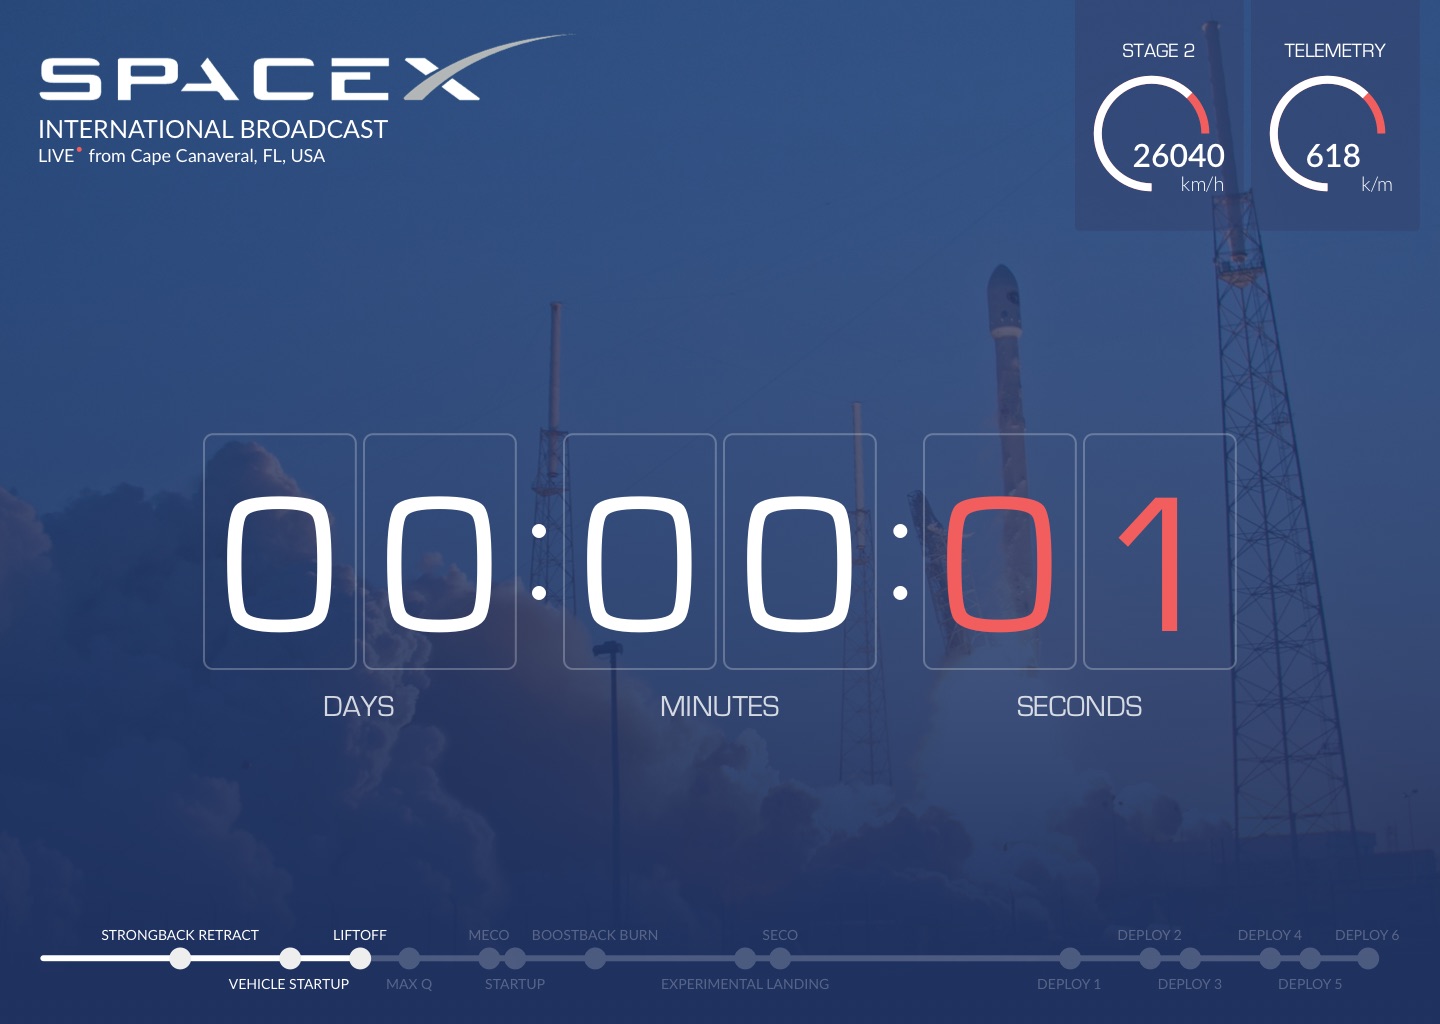 SPACEX
INTERNATIONAL BROADCAST
LIVE• from Cape Canaveral, FL, USA
STAGE 2
26040
km/h
TELEMETRY
618
k/m
00:00:01
DAYS MINUTES SECONDS
STRONGBACK RETRACT LIFTOFF MECO BOOSTBACK BURN SECO DEPLOY 2 DEPLOY 4 DEPLOY 6
VEHICLE STARTUP MAX Q STARTUP EXPERIMENTAL LANDING DEPLOY 1 DEPLOY 3 DEPLOY 5